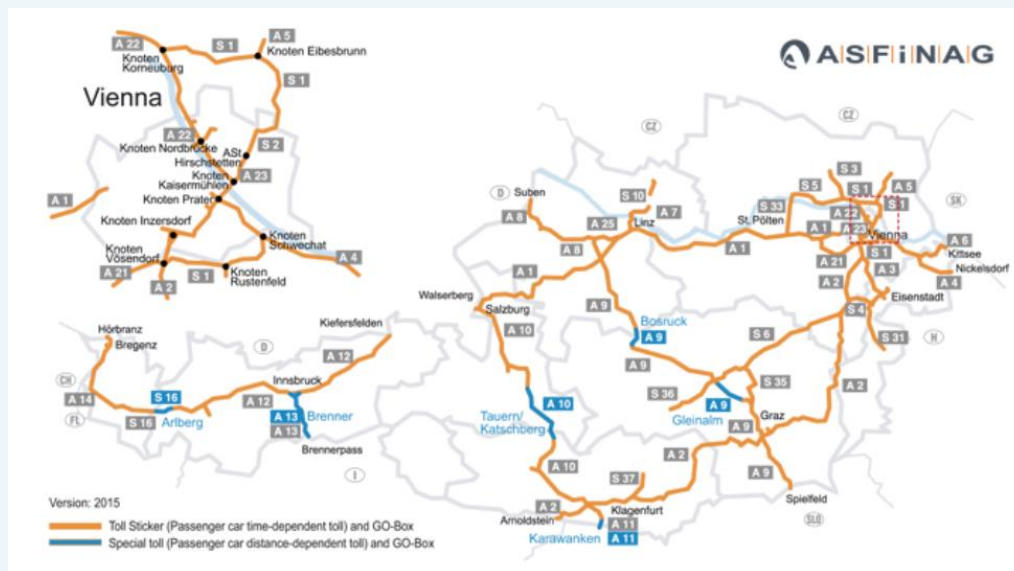 ASFiNAG
A 22
S 1
A 5
Knoten Eibesbrunn
Knoten
Korneuburg
S 1
Vienna
A 22
S 2
Knoten Nordbrücke
ASt
Hirschstetten
Knoten
Kaisermühlen
A 23
A 1
Knoten Prater
Knoten Inzersdorf
Knoten
Schwechat
Knoten
Vösendorf
A 4
A 21
S 1
Knoten
Rustenfeld
A 2
CZ
CZ
D
Suben
S 10
S 3
S 5
S 1
A 5
A 8
A 7
S 33
SK
A 25
Linz
St. Pölten
A 22
S 1
A 8
A 1
A 1
A 23
Vienna
A 6
S 1
Kittsee
A 1
A 21
A 3
Nickelsdorf
A 2
A 4
Walserberg
Salzburg
A 9
Eisenstadt
S 4
A 10
Bosruck
A 9
S 6
S 31
H
A 9
S 35
A 2
S 36
A 10
A 9
Tauern/
Katschberg
Gleinalm
Graz
A 9
A 10
A 2
A 9
S 37
Spielfeld
A 2
Klagenfurt
Arnoldstein
A 11
SLO
Karawanken
A 11
Kiefersfelden
Hörbranz
Bregenz
D
A 12
CH
Innsbruck
A 14
S 16
A 12
FL
S 16
Arlberg
A 13
Brenner
A 13
Brennerpass
I
Version: 2015
Toll Sticker (Passenger car time-dependent toll) and GO-Box
Special toll (Passenger car distance-dependent toll) and GO-Box